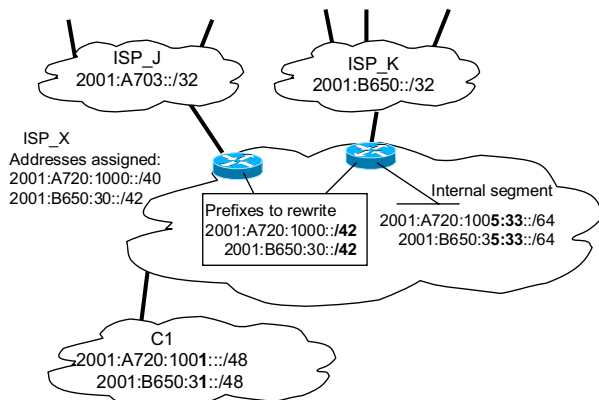 ISP_J
2001:A703::/32
ISP_K
2001:B650::/32
ISP_X
Addresses assigned:
2001:A720:1000::/40
2001:B650:30::/42
Prefixes to rewrite
2001:A720:1000::/42
2001:B650:30::/42
Internal segment
2001:A720:1005:33::/64
2001:B650:35:33::/64
C1
2001:A720:1001:::/48
2001:B650:31::/48